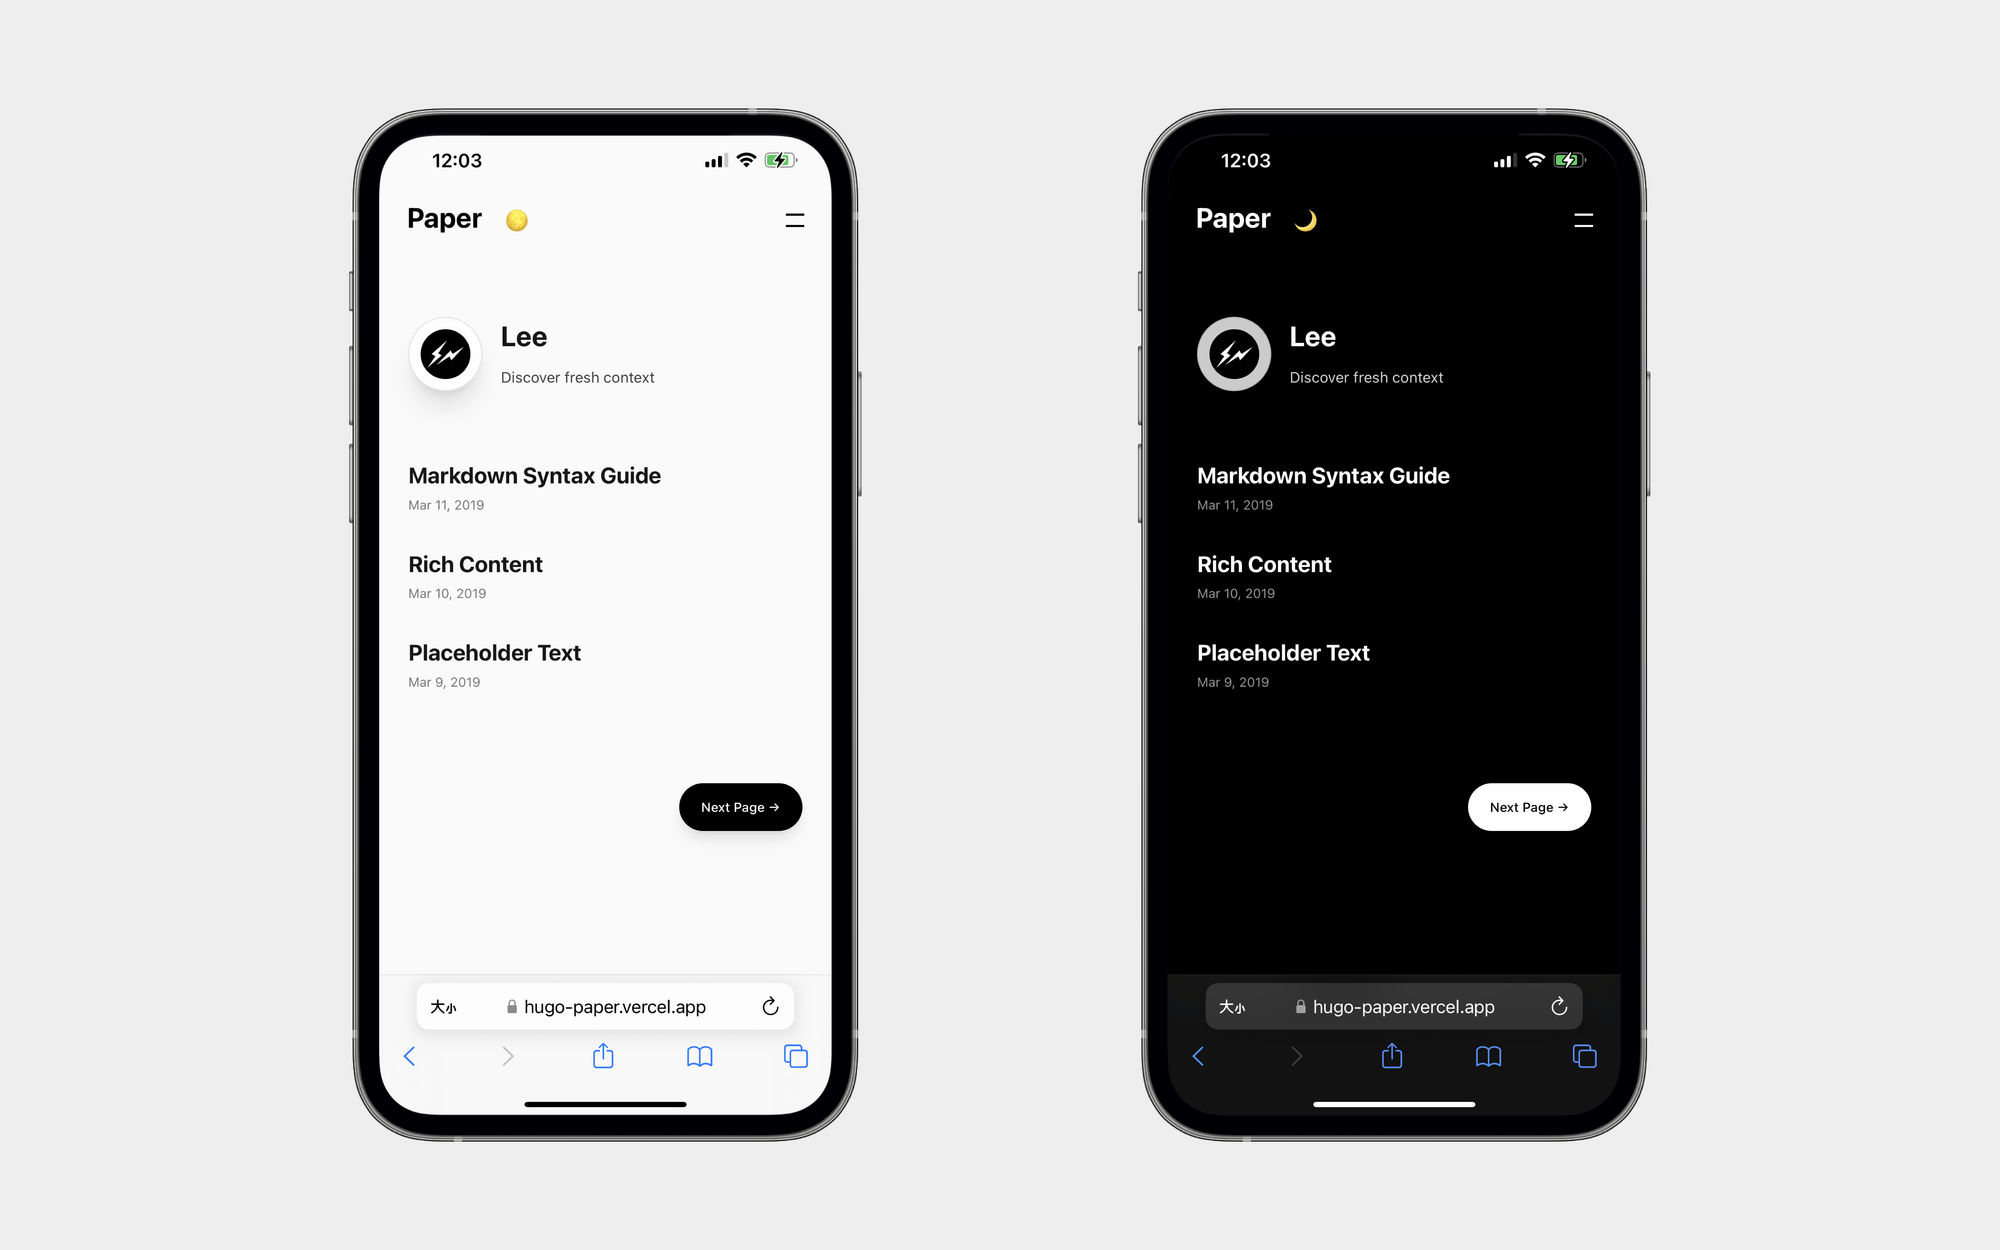 12:03
Paper
Lee
Discover fresh context
Markdown Syntax Guide
Mar 11, 2019
Rich Content
Mar 10, 2019
Placeholder Text
Mar 9, 2019
Next Page →
大小 hugo-paper.vercel.app
12:03
Paper
Lee
Discover fresh context
Markdown Syntax Guide
Mar 11, 2019
Rich Content
Mar 10, 2019
Placeholder Text
Mar 9, 2019
Next Page →
大小 hugo-paper.vercel.app